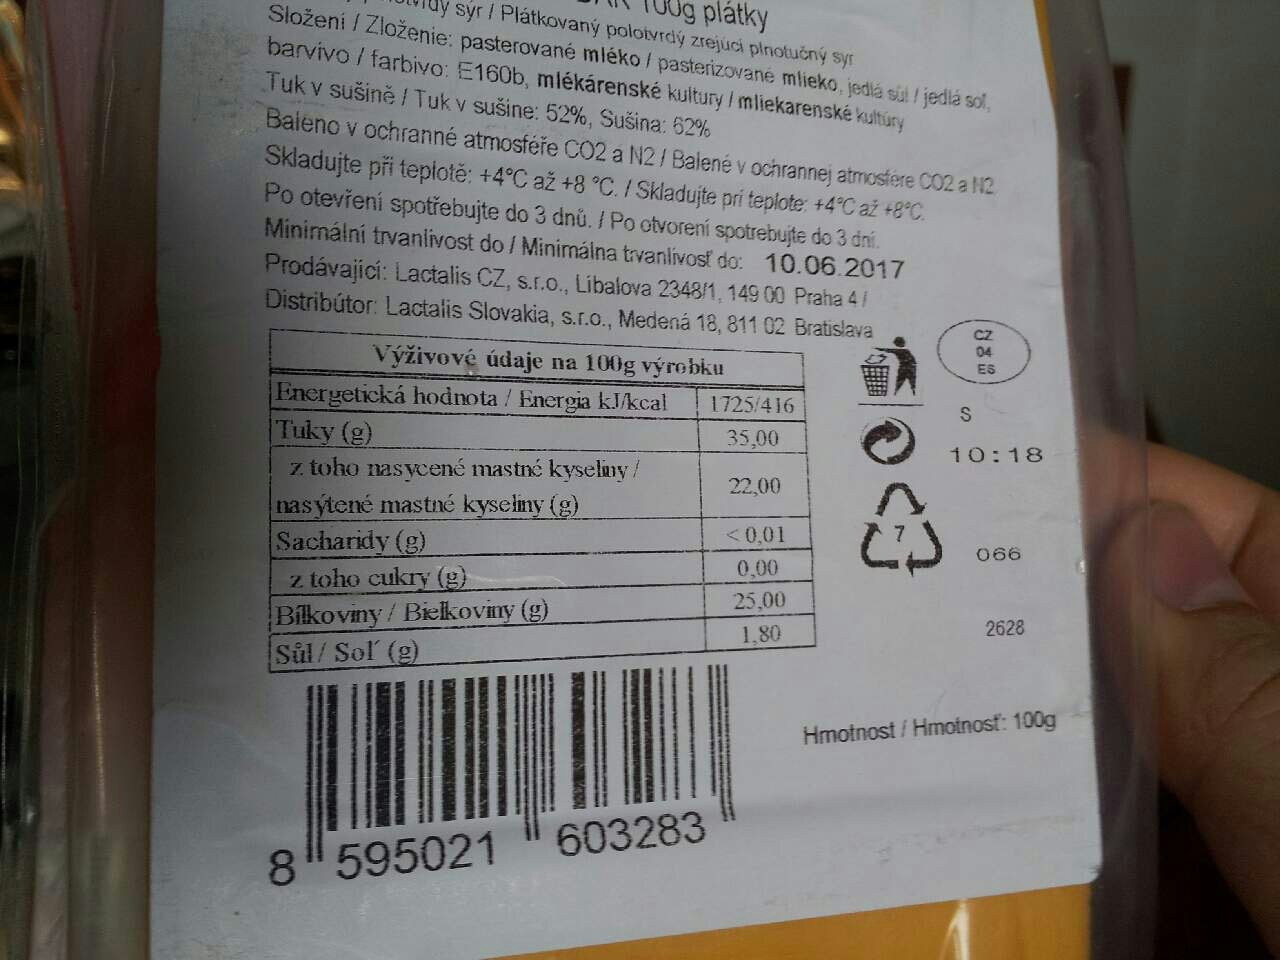 100g plátky
sýr / Plátkovaný polotvrdý zrejúci plnotučný syr
Složení / Zloženie: pasterované mléko / pasterizované mlieko, jedlá sůl / jedlá soľ,
barvivo / farbivo: E160b, mlékárenské kultury / mliekarenské kultúry
Tuk v sušině / Tuk v sušine: 52%, Sušina: 62%
Baleno v ochranné atmosféře CO2 a N2 / Balené v ochrannej atmosfére CO2 a N2
Skladujte při teplotě: +4°C až +8 °C. / Skladujte pri teplote: +4°C až +8°C.
Po otevření spotřebujte do 3 dnů. / Po otvorení spotrebujte do 3 dní.
Minimální trvanlivost do / Minimálna trvanlivosť do: 10.06.2017
Prodávající: Lactalis CZ, s.r.o., Libalova 2348/1, 149 00 Praha 4 /
Distribútor: Lactalis Slovakia, s.r.o., Medená 18, 811 02 Bratislava
Výživové údaje na 100g výrobku
Energetická hodnota / Energia kJ/kcal 1725/416
Tuky (g) 35,00
z toho nasycené mastné kyseliny /
nasýtené mastné kyseliny (g) 22,00
Sacharidy (g) < 0,01
z toho cukry (g) 0,00
Bílkoviny / Bielkoviny (g) 25,00
Sůl / Soľ (g) 1,80
CZ
04
ES
S
10:18
7
066
2628
Hmotnost / Hmotnosť: 100g
8 595021 603283